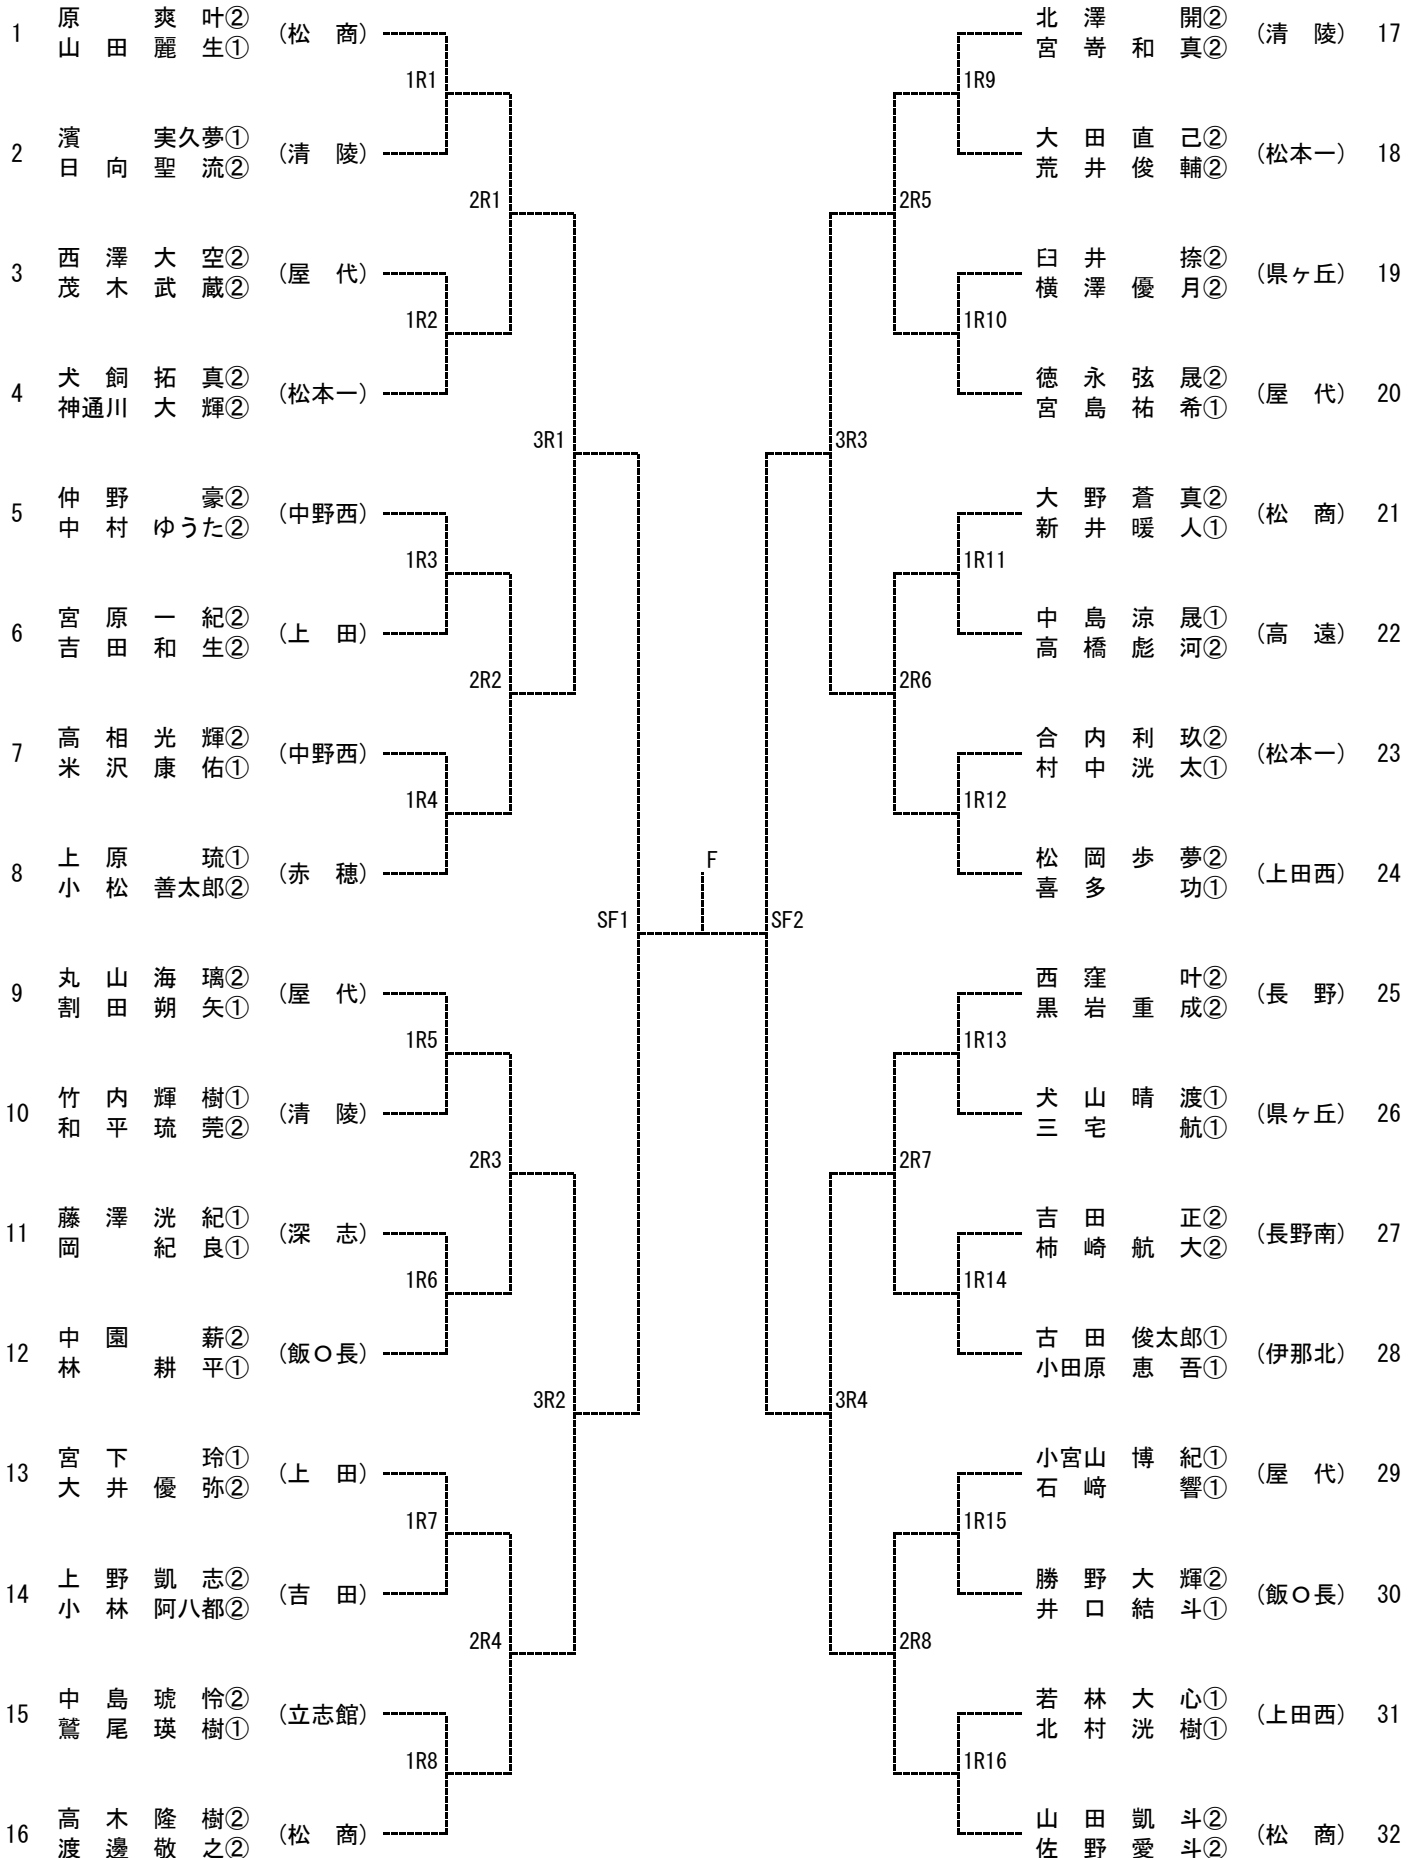 1 原 爽 叶② (松 商)
山 田 麗 生①
1R1
2 濱 実久夢① (清 陵)
日 向 聖 流②
2R1
3 西 澤 大 空② (屋 代)
茂 木 武 蔵②
1R2
4 犬 飼 拓 真② (松本一)
神通川 大 輝②
3R1
5 仲 野 豪② (中野西)
中 村 ゆうた②
1R3
6 宮 原 一 紀② (上 田)
吉 田 和 生②
2R2
7 高 相 光 輝② (中野西)
米 沢 康 佑①
1R4
8 上 原 琉① (赤 穂)
小 松 善太郎②
SF1
9 丸 山 海 璃② (屋 代)
割 田 朔 矢①
1R5
10 竹 内 輝 樹① (清 陵)
和 平 琉 莞②
2R3
11 藤 澤 洸 紀① (深 志)
岡 紀 良①
1R6
12 中 園 薪② (飯O長)
林 耕 平①
3R2
13 宮 下 玲① (上 田)
大 井 優 弥②
1R7
14 上 野 凱 志② (吉 田)
小 林 阿八都②
2R4
15 中 島 琥 怜② (立志館)
鷲 尾 瑛 樹①
1R8
16 高 木 隆 樹② (松 商)
渡 邊 敬 之②
F
北 澤 開② (清 陵) 17
宮 嵜 和 真②
1R9
大 田 直 己② (松本一) 18
荒 井 俊 輔②
2R5
臼 井 捺② (県ヶ丘) 19
横 澤 優 月②
1R10
徳 永 弦 晟② (屋 代) 20
宮 島 祐 希①
3R3
大 野 蒼 真② (松 商) 21
新 井 暖 人①
1R11
中 島 涼 晟① (高 遠) 22
高 橋 彪 河②
2R6
合 内 利 玖② (松本一) 23
村 中 洸 太①
1R12
松 岡 歩 夢② (上田西) 24
喜 多 功①
SF2
西 窪 叶② (長 野) 25
黒 岩 重 成②
1R13
犬 山 晴 渡① (県ヶ丘) 26
三 宅 航①
2R7
吉 田 正② (長野南) 27
柿 崎 航 大②
1R14
古 田 俊太郎① (伊那北) 28
小田原 恵 吾①
3R4
小宮山 博 紀① (屋 代) 29
石 﨑 響①
1R15
勝 野 大 輝② (飯O長) 30
井 口 結 斗①
2R8
若 林 大 心① (上田西) 31
北 村 洸 樹①
1R16
山 田 凱 斗② (松 商) 32
佐 野 愛 斗②